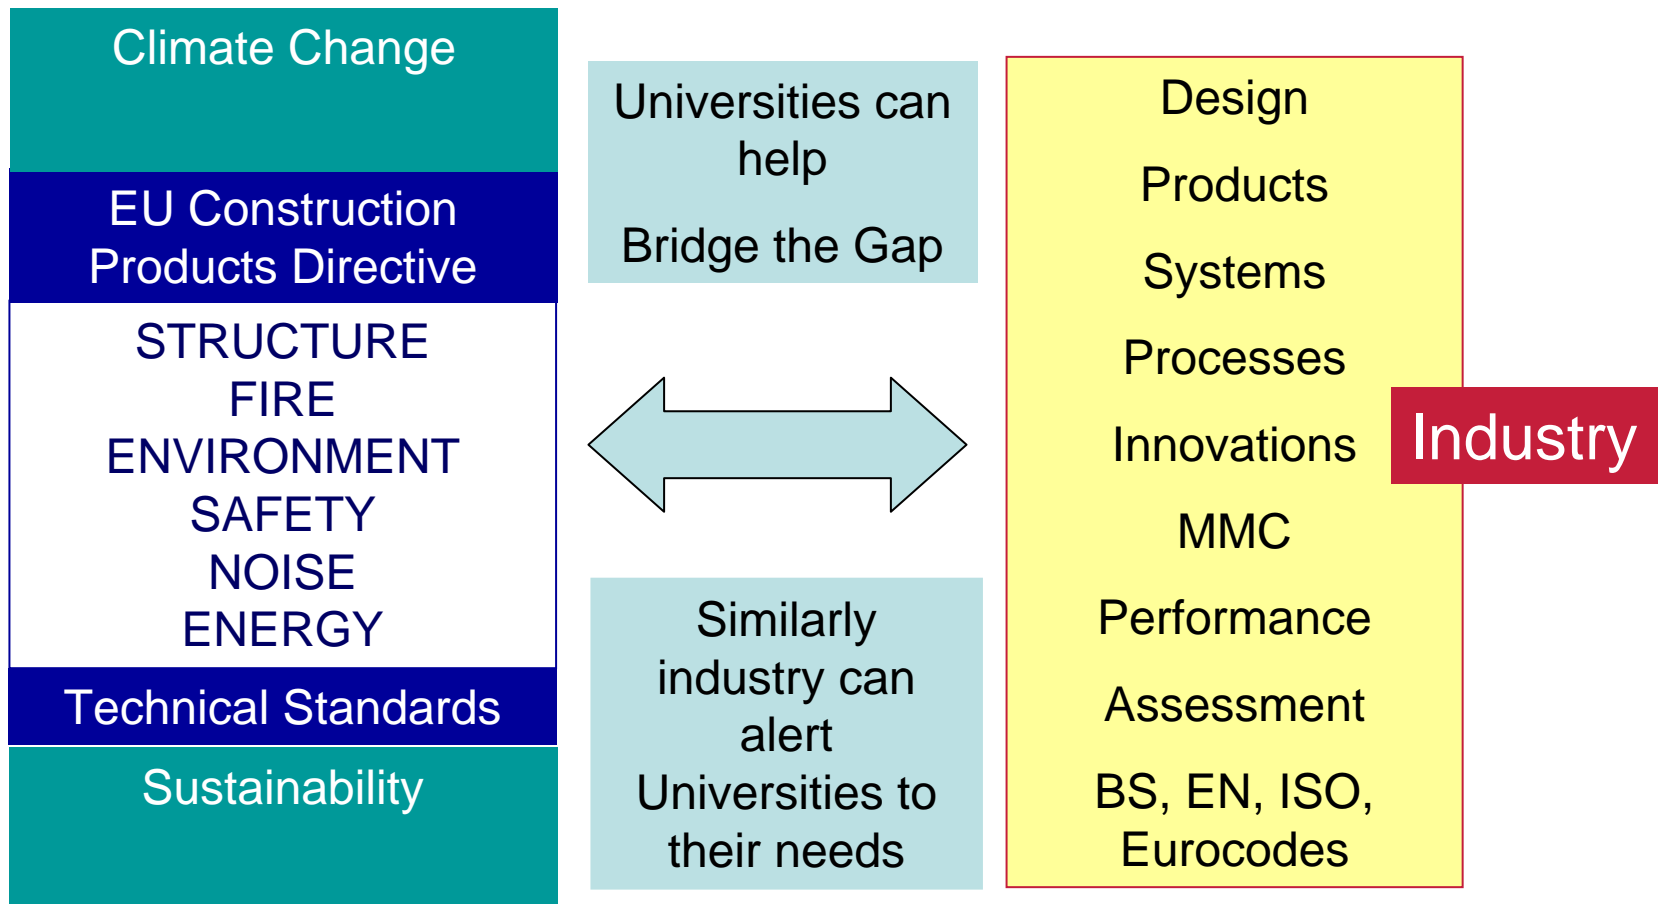 Climate Change
EU Construction
Products Directive
STRUCTURE
FIRE
ENVIRONMENT
SAFETY
NOISE
ENERGY
Technical Standards
Sustainability
Universities can
help
Bridge the Gap
Similarly
industry can
alert
Universities to
their needs
Design
Products
Systems
Processes
Innovations
MMC
Performance
Assessment
BS, EN, ISO,
Eurocodes
Industry